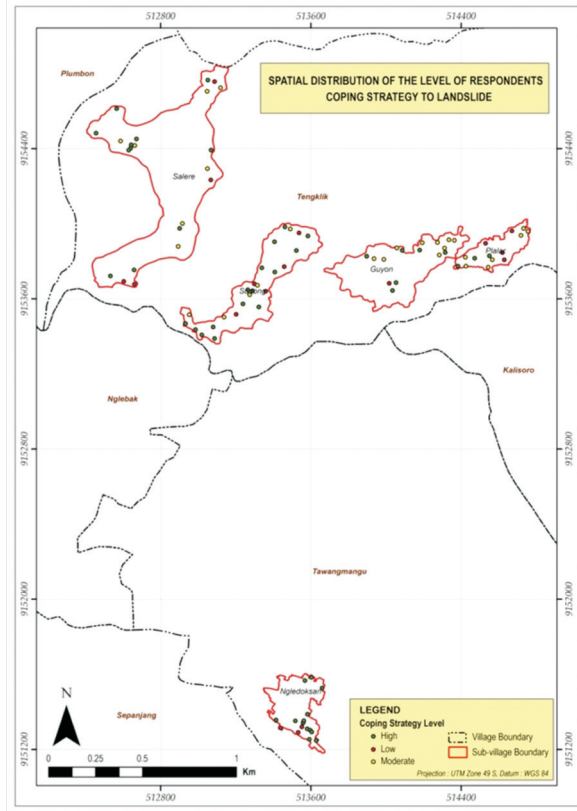 512800 513600 514400
Plumbon
SPATIAL DISTRIBUTION OF THE LEVEL OF RESPONDENTS
COPING STRATEGY TO LANDSLIDE
9154400 9154400
Salere
Tengklik
Plalar
Guyon
9153600 9153600
Kalisoro
Nglebak
9152800 9152800
Tawangmangu
9152000 9152000
Ngledoksari
N
Sepanjang
LEGEND
Coping Strategy Level
High
Low
Moderate
Village Boundary
Sub-village Boundary
Projection : UTM Zone 49 S, Datum : WGS 84
9151200 9151200
0 0.25 0.5 1
Km
512800 513600 514400